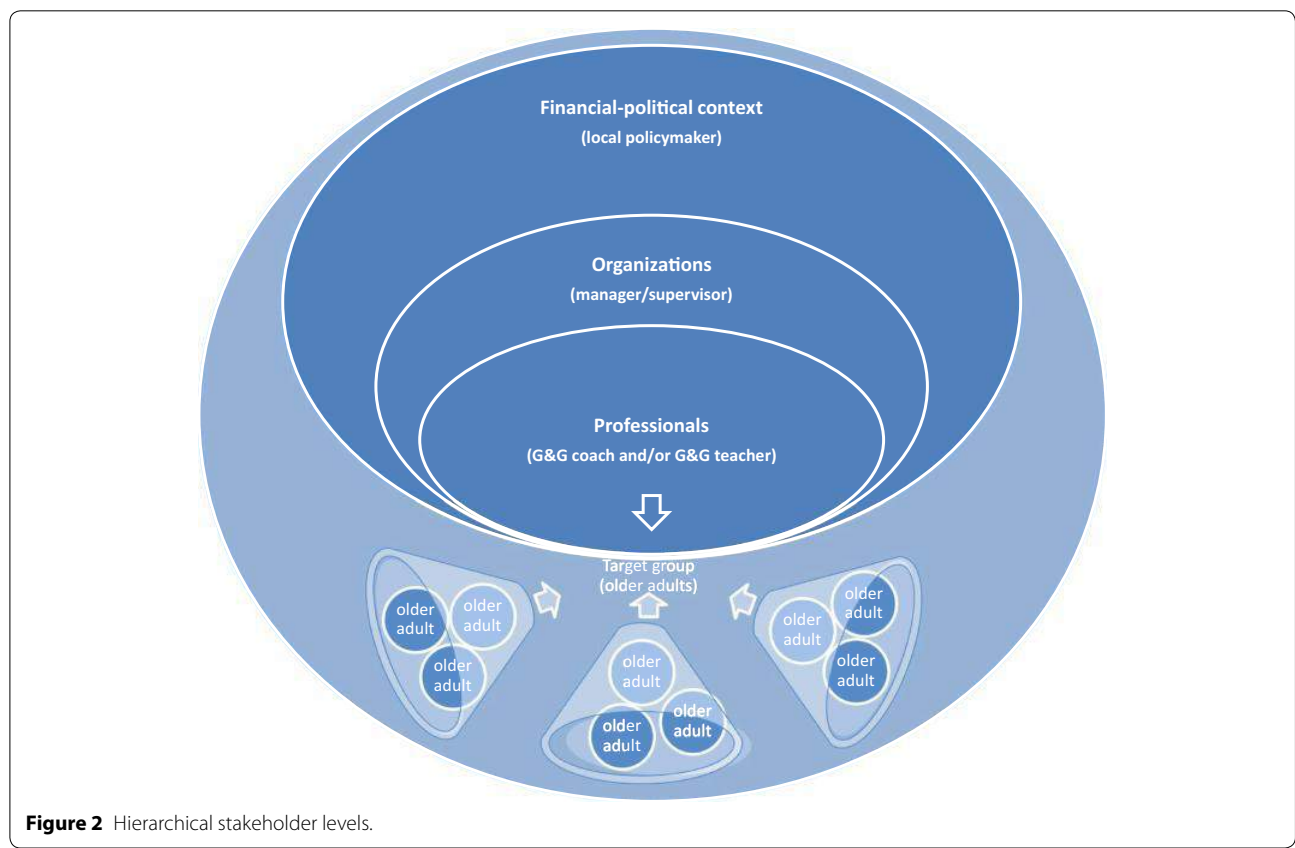 Financial-political context
(local policymaker)
Organizations
(manager/supervisor)
Professionals
(G&G coach and/or G&G teacher)
Target group
(older adults)
older
adult
older
adult
older
adult
older
adult
older
adult
older
adult
older
adult
older
adult
older
adult
Figure 2 Hierarchical stakeholder levels.